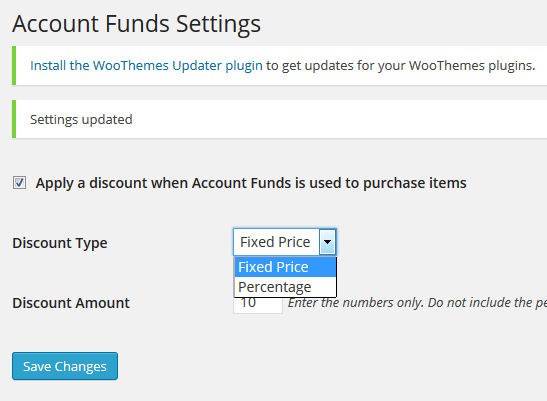 Account Funds Settings
Install the WooThemes Updater plugin to get updates for your WooThemes plugins.
Settings updated
Apply a discount when Account Funds is used to purchase items
Discount Type Fixed Price
Fixed Price
Percentage
Discount Amount 10 Enter the numbers only. Do not include the
Save Changes